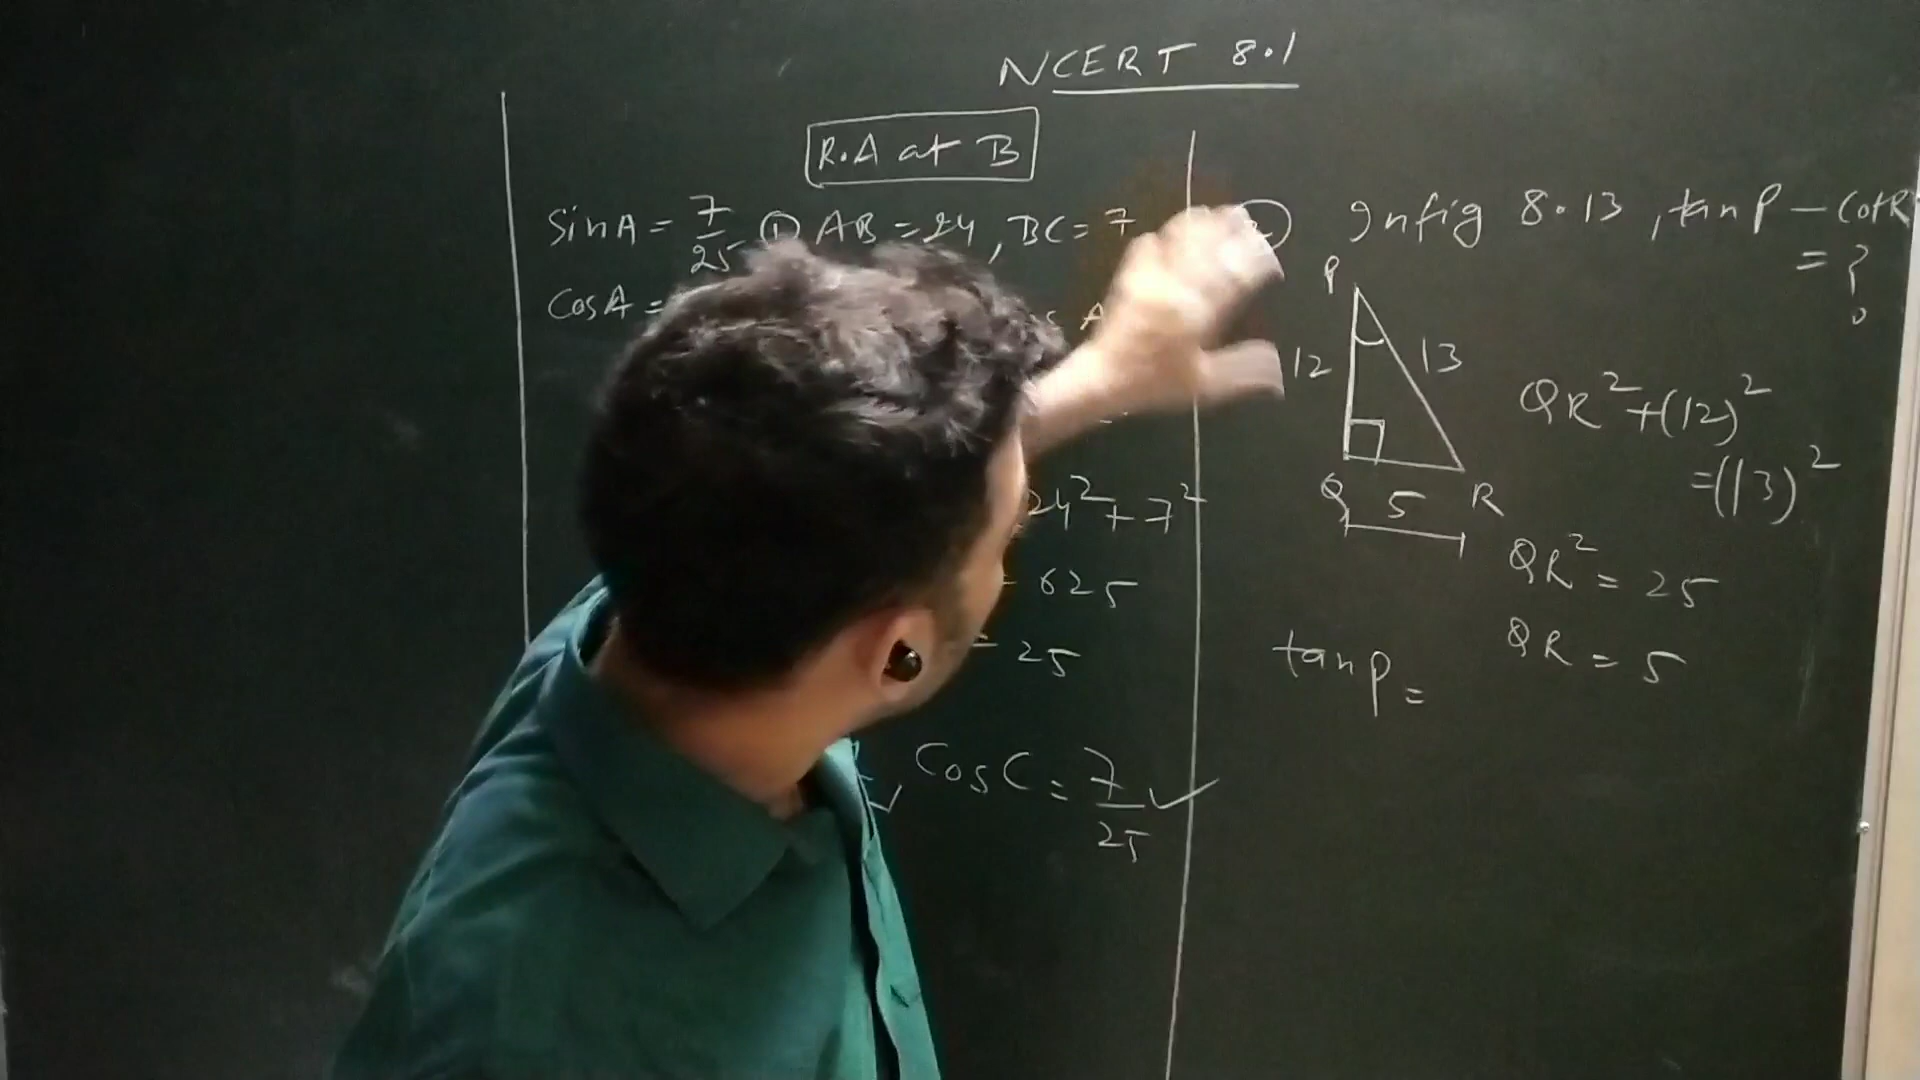 NCERT 8.1
R.A at B
SinA = 7/25
① AB = 24, BC = 7
CosA =
24² + 7²
= 625
= 25
CosC = 7/25 ✓
In fig 8.13, tanP – CotR
= ?
P
12
13
Q
5
R
QR² + (12)²
= (13)²
QR² = 25
QR = 5
tanP =